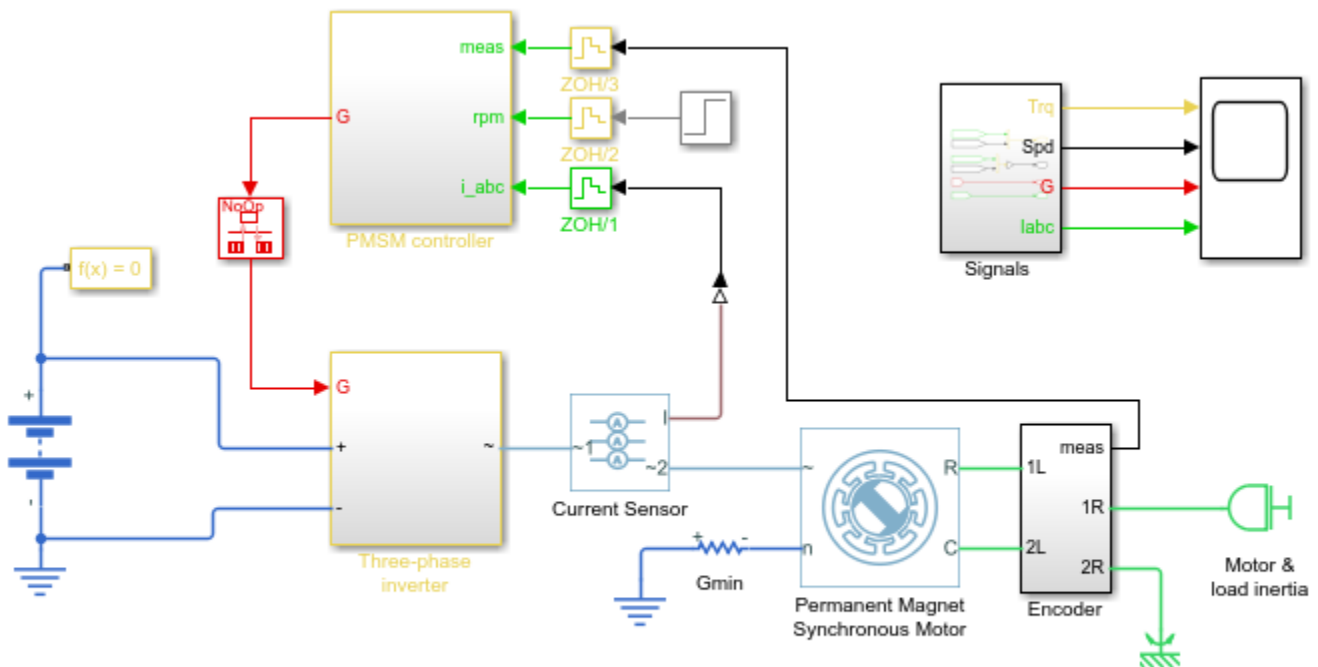 meas
ZOH/3
G
rpm
ZOH/2
i_abc
ZOH/1
PMSM controller
NoOp
f(x) = 0
Trq
Spd
G
Iabc
Signals
+
-
G
+
-
~
Three-phase
inverter
A
A
A
~1
I
~2
Current Sensor
+
-
Gmin
~
n
R
C
Permanent Magnet
Synchronous Motor
meas
1L
1R
2L
2R
Encoder
Motor &
load inertia